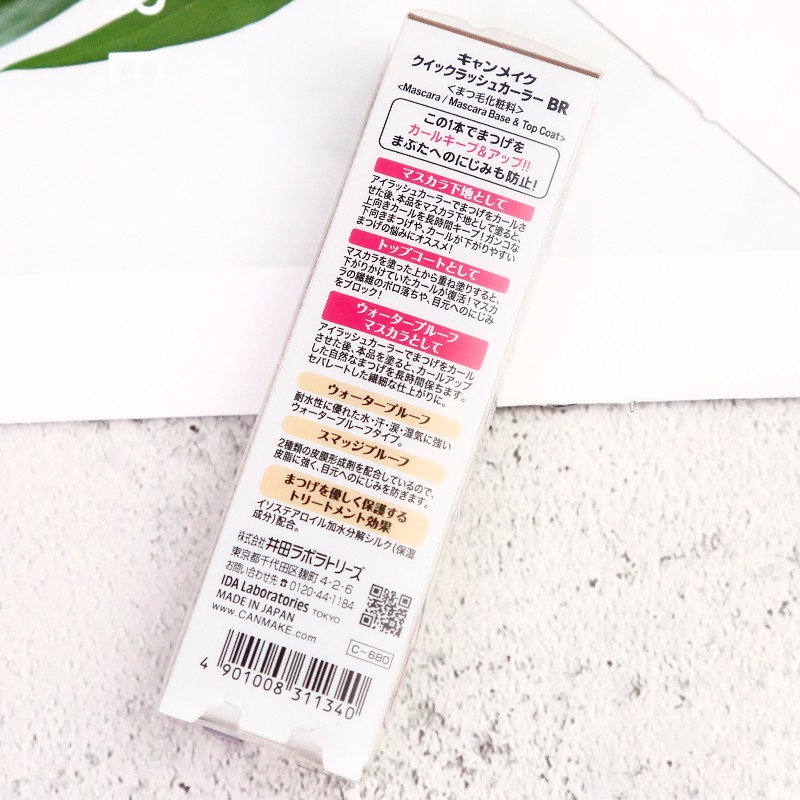 キャンメイク
クイックラッシュカーラー BR
<まつ毛化粧料>
<Mascara / Mascara Base & Top Coat>
この1本でまつげを
カールキープ&アップ!!
まぶたへのにじみも防止!
マスカラ下地として
アイラッシュカーラーでまつげをカールさ
せた後、本品をマスカラ下地として塗ると、
上向きカールを長時間キープ!ガンコな
下向きまつげや、カールが下がりやすい
まつげの悩みにオススメ!
トップコートとして
マスカラを塗った上から重ね塗りすると、
下がりかけていたカールが復活!マスカ
ラの繊維のポロ落ちや、目元へのにじみ
をブロック!
ウォータープルーフ
マスカラとして
アイラッシュカーラーでまつげをカール
させた後、本品を塗ると、カールアップ
した自然なまつげを長時間保ちます。
セパレートした繊細な仕上がりに。
ウォータープルーフ
耐水性に優れた水・汗・涙・湿気に強い
ウォータープルーフタイプ。
スマッジプルーフ
2種類の皮膜形成剤を配合しているので、
皮脂に強く、目元へのにじみを防ぎます。
まつげを優しく保護する
トリートメント効果
イソステアロイル加水分解シルク(保湿
成分)配合。
株式会社 井田ラボラトリーズ
東京都千代田区麹町 4-2-6
お問い合わせ先☎0120-44-1184
IDA Laboratories TOKYO
MADE IN JAPAN
www.CANMAKE.com
C-680
4 901008 311340